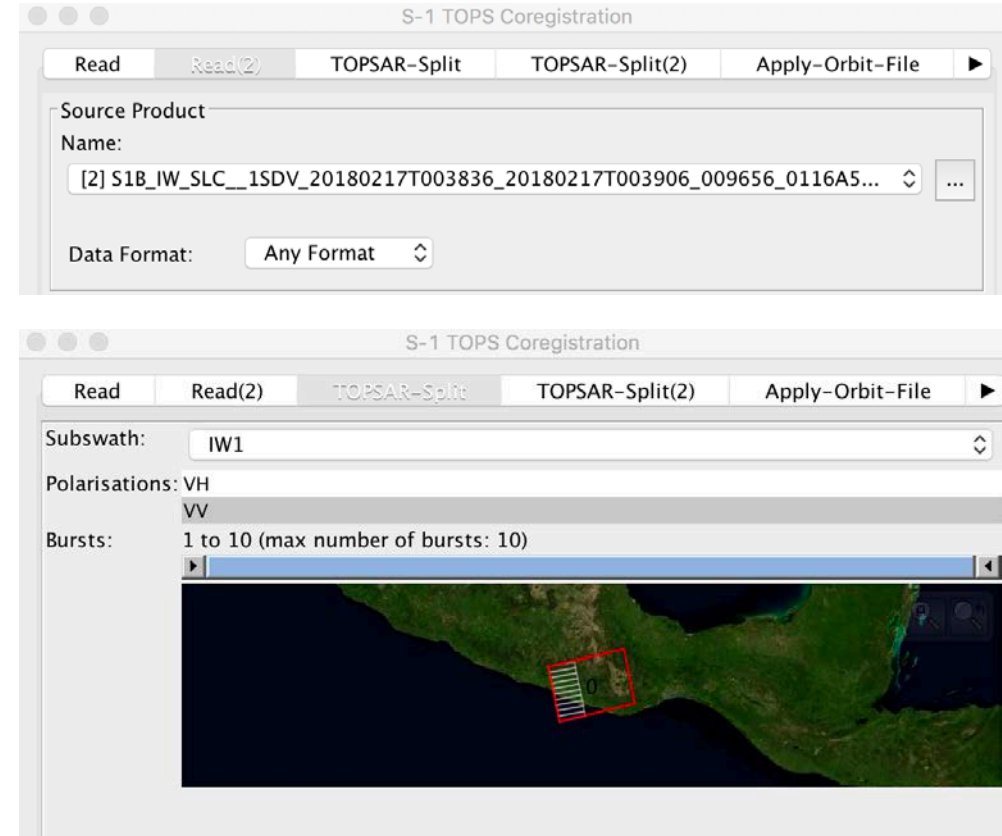 S-1 TOPS Coregistration
Read Read(2) TOPSAR-Split TOPSAR-Split(2) Apply-Orbit-File
Source Product
Name:
[2] S1B_IW_SLC__1SDV_20180217T003836_20180217T003906_009656_0116A5... ...
Data Format: Any Format
S-1 TOPS Coregistration
Read Read(2) TOPSAR-Split TOPSAR-Split(2) Apply-Orbit-File
Subswath: IW1
Polarisations: VH
VV
Bursts: 1 to 10 (max number of bursts: 10)
0